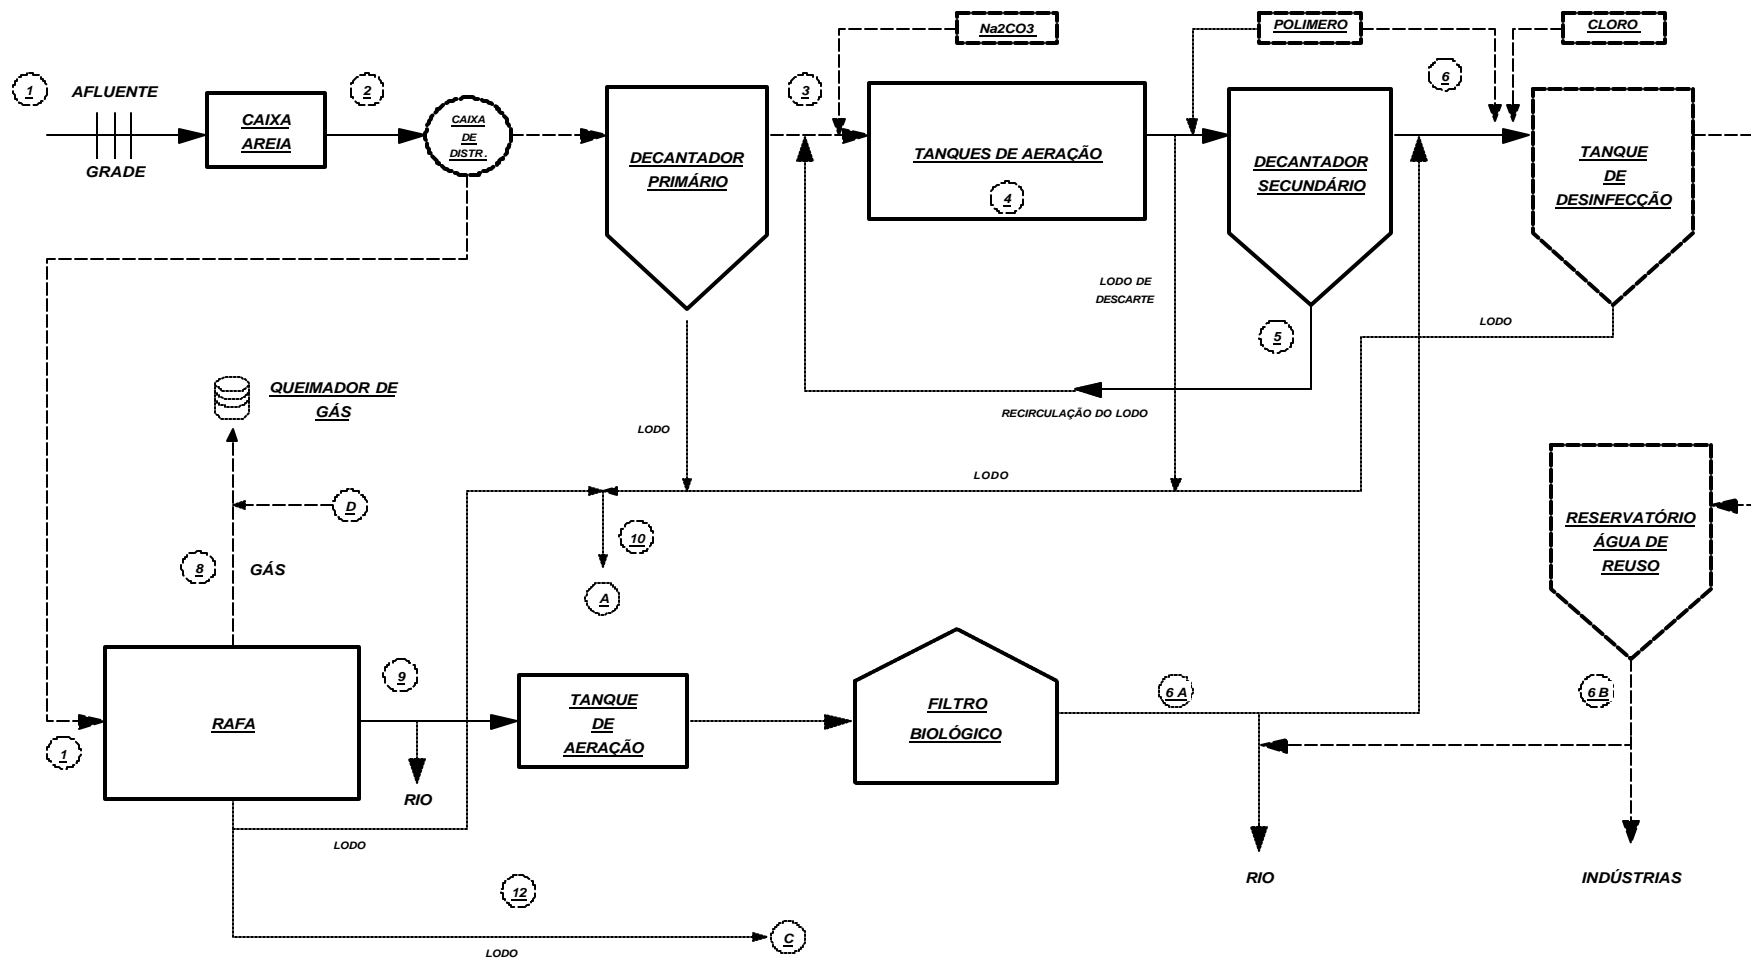 Na2CO3
POLIMERO
CLORO
1
AFLUENTE
GRADE
CAIXA
AREIA
2
CAIXA
DE
DISTR.
DECANTADOR
PRIMÁRIO
3
TANQUES DE AERAÇÃO
4
DECANTADOR
SECUNDÁRIO
6
TANQUE
DE
DESINFECÇÃO
LODO DE
DESCARTE
5
LODO
RECIRCULAÇÃO DO LODO
QUEIMADOR DE
GÁS
LODO
LODO
D
10
A
8
GÁS
RESERVATÓRIO
ÁGUA DE
REUSO
RAFA
1
9
RIO
TANQUE
DE
AERAÇÃO
FILTRO
BIOLÓGICO
6 A
6 B
LODO
RIO
INDÚSTRIAS
12
LODO
C